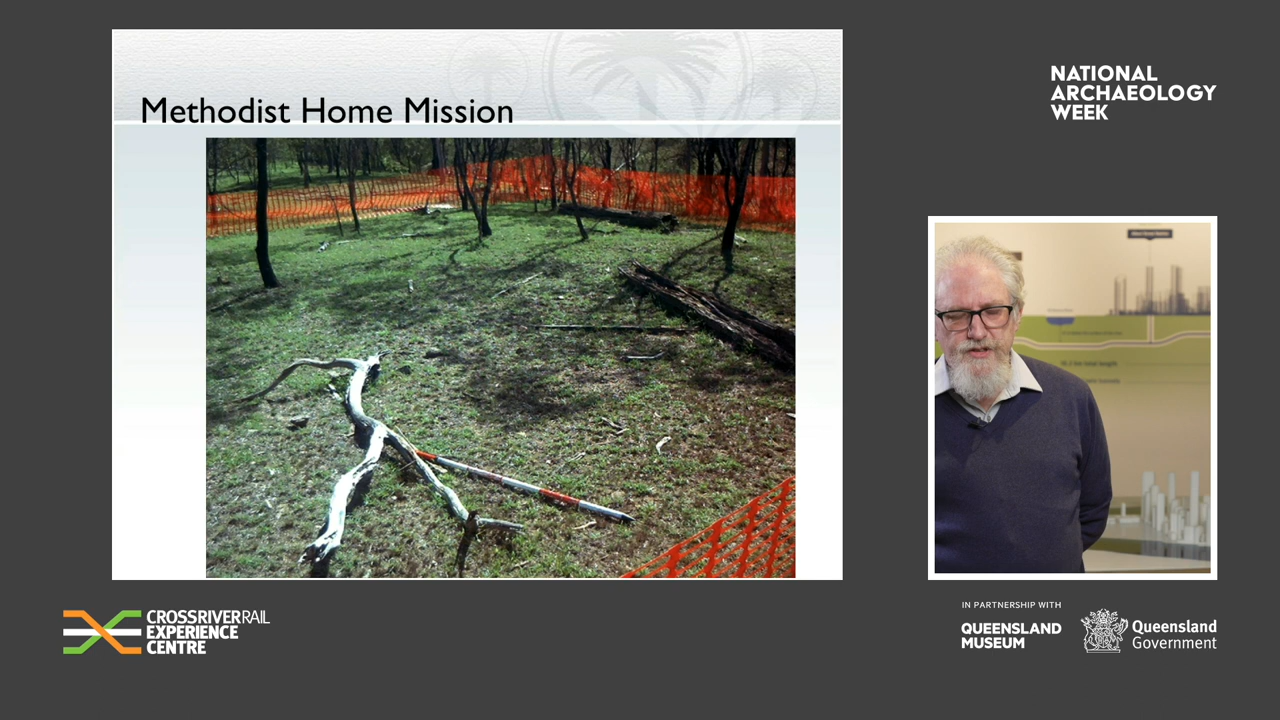 Methodist Home Mission
NATIONAL
ARCHAEOLOGY
WEEK
CROSSRIVERRAIL
EXPERIENCE
CENTRE
IN PARTNERSHIP WITH
QUEENSLAND
MUSEUM
Queensland
Government